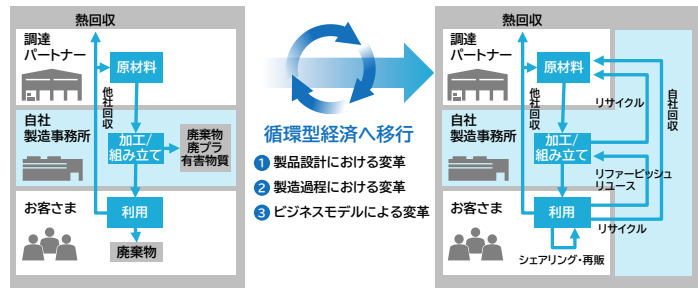 熱回収
調達
パートナー
原材料
他社回収
自社
製造事務所
加工/
組み立て
廃棄物
廃プラ
有害物質
お客さま
利用
廃棄物
循環型経済へ移行
1 製品設計における変革
2 製造過程における変革
3 ビジネスモデルによる変革
熱回収
調達
パートナー
原材料
リサイクル
他社回収
自社回収
自社
製造事務所
加工/
組み立て
リファービッシュ
リユース
お客さま
利用
リサイクル
シェアリング・再販